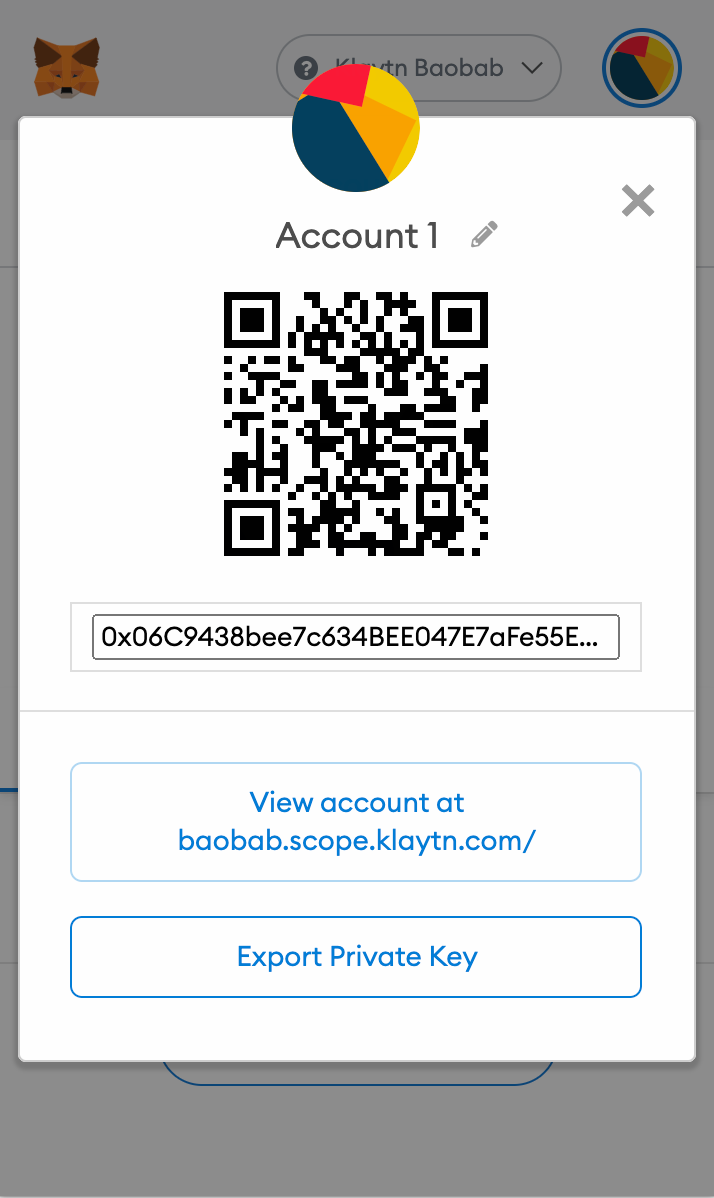 Klaytn Baobab
Account 1
0x06C9438bee7c634BEE047E7aFe55E...
View account at
baobab.scope.klaytn.com/
Export Private Key